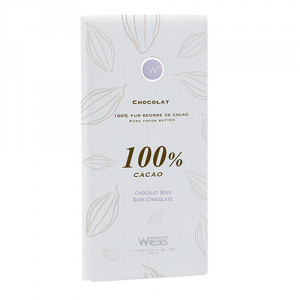 W
CHOCOLAT
100% PUR BEURRE DE CACAO
PURE COCOA BUTTER
100%
CACAO
CHOCOLAT NOIR
DARK CHOCOLATE
WEISS